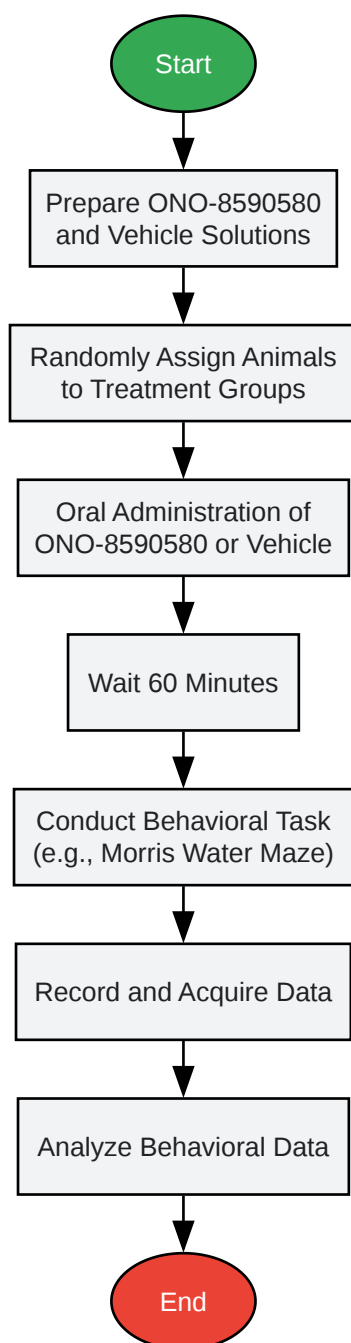 Start
Prepare ONO-8590580
and Vehicle Solutions
Randomly Assign Animals
to Treatment Groups
Oral Administration of
ONO-8590580 or Vehicle
Wait 60 Minutes
Conduct Behavioral Task
(e.g., Morris Water Maze)
Record and Acquire Data
Analyze Behavioral Data
End